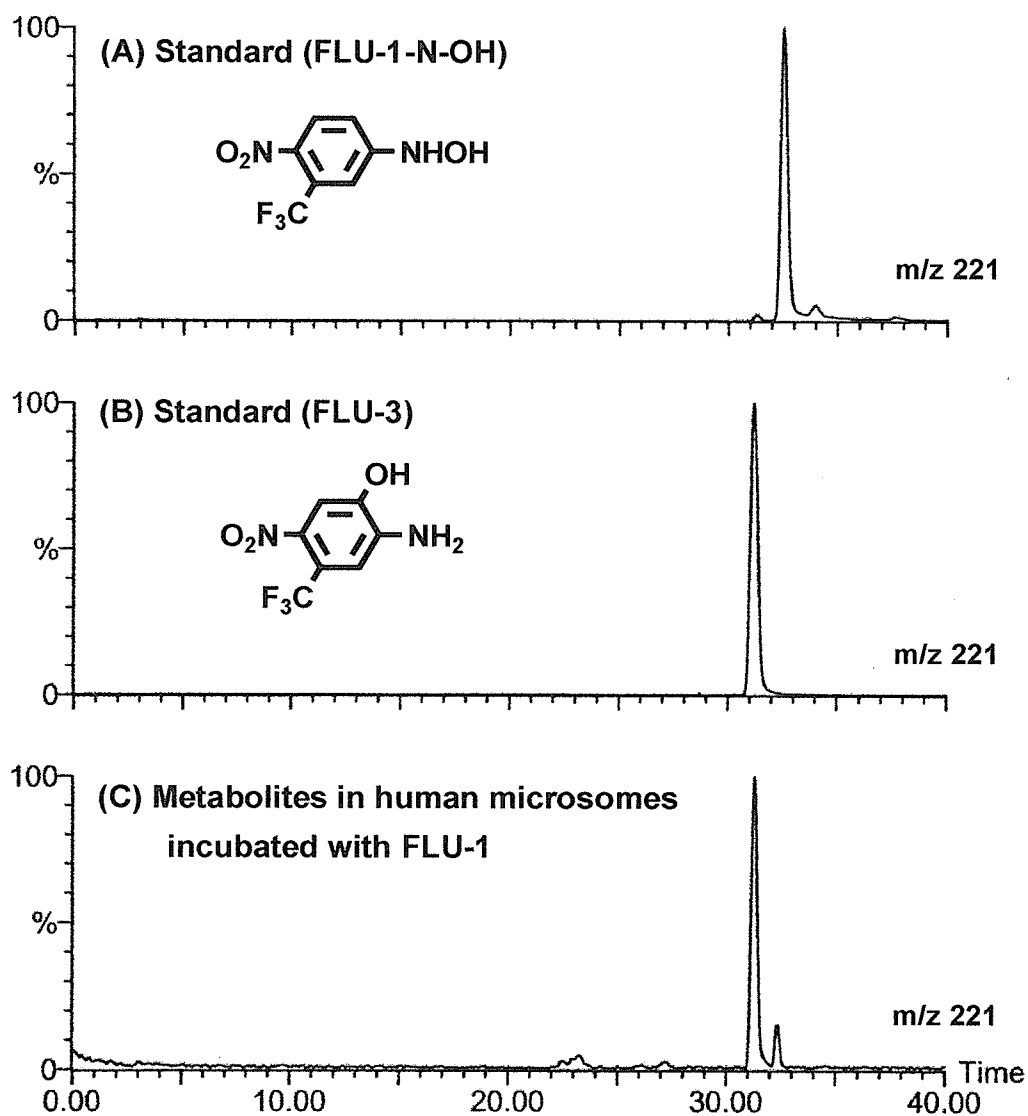 100
(A) Standard (FLU-1-N-OH)
O₂N
NHOH
%
F₃C
m/z 221
0
100
(B) Standard (FLU-3)
OH
O₂N
NH₂
%
F₃C
m/z 221
0
100
(C) Metabolites in human microsomes
incubated with FLU-1
%
m/z 221
0
Time
0.00 10.00 20.00 30.00 40.00